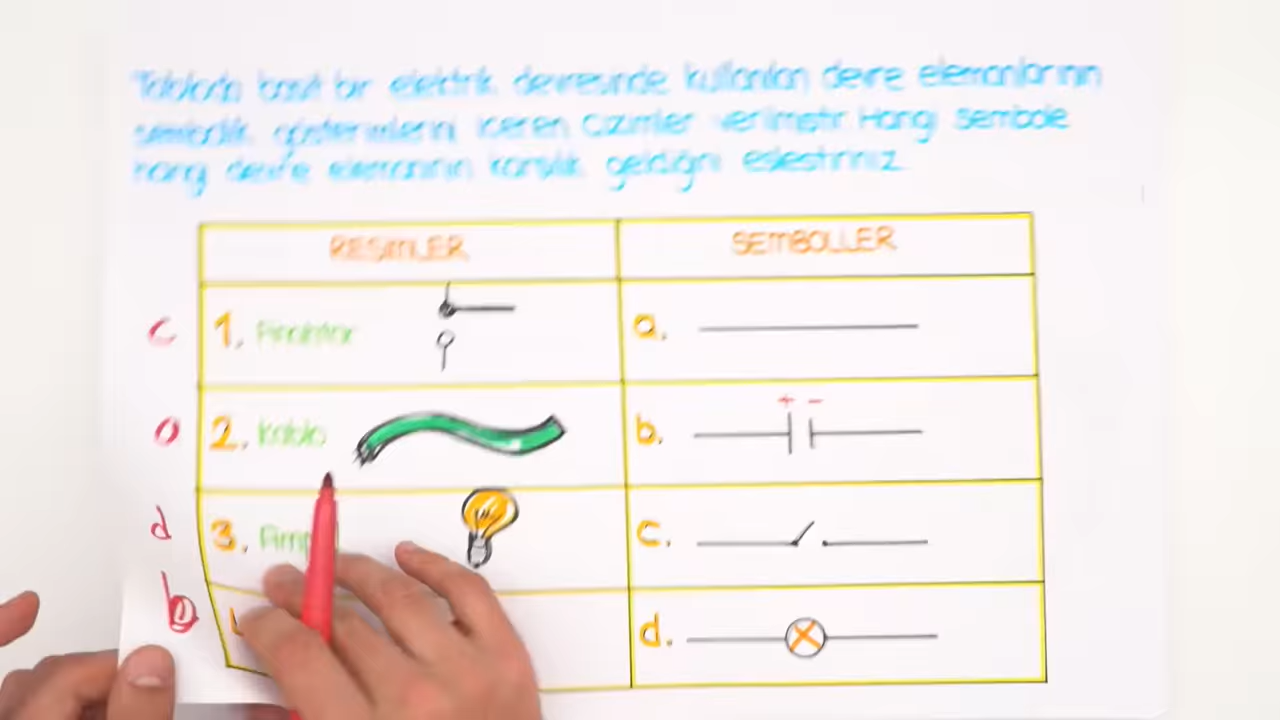 Tabloda basit bir elektrik devresinde kullanılan devre elemanlarının
sembolik gösterimlerini içeren çizimler verilmiştir. Hangi sembole
hangi devre elemanının karşılık geldiğini eşleştiriniz.
RESİMLER SEMBOLLER
c 1. Anahtar a.
a 2. Kablo b. + -
d 3. c.
b d.